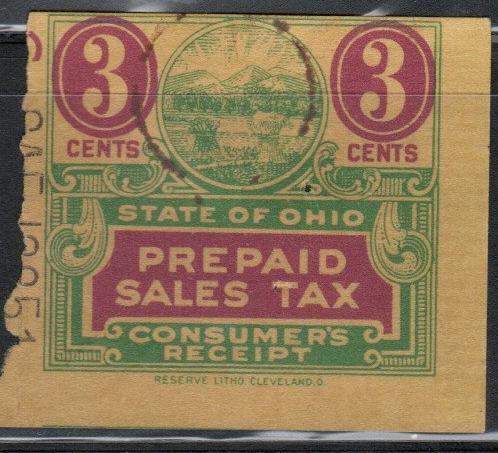 3 3
CENTS CENTS
STATE OF OHIO
PREPAID
SALES TAX
CONSUMER'S
RECEIPT
RESERVE LITHO. CLEVELAND, O.